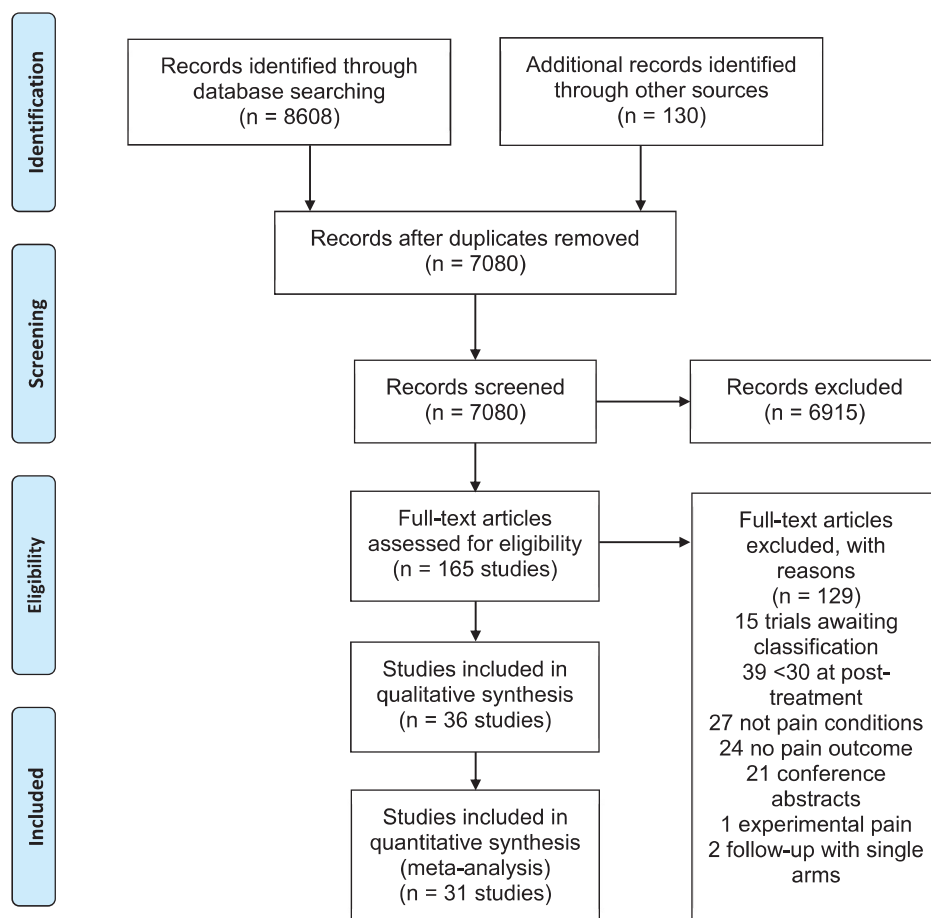 Identification
Records identified through
database searching
(n = 8608)
Additional records identified
through other sources
(n = 130)
Records after duplicates removed
(n = 7080)
Screening
Records screened
(n = 7080)
Records excluded
(n = 6915)
Eligibility
Full-text articles
assessed for eligibility
(n = 165 studies)
Full-text articles
excluded, with
reasons
(n = 129)
15 trials awaiting
classification
39 <30 at post-
treatment
27 not pain conditions
24 no pain outcome
21 conference
abstracts
1 experimental pain
2 follow-up with single
arms
Studies included in
qualitative synthesis
(n = 36 studies)
Included
Studies included in
quantitative synthesis
(meta-analysis)
(n = 31 studies)